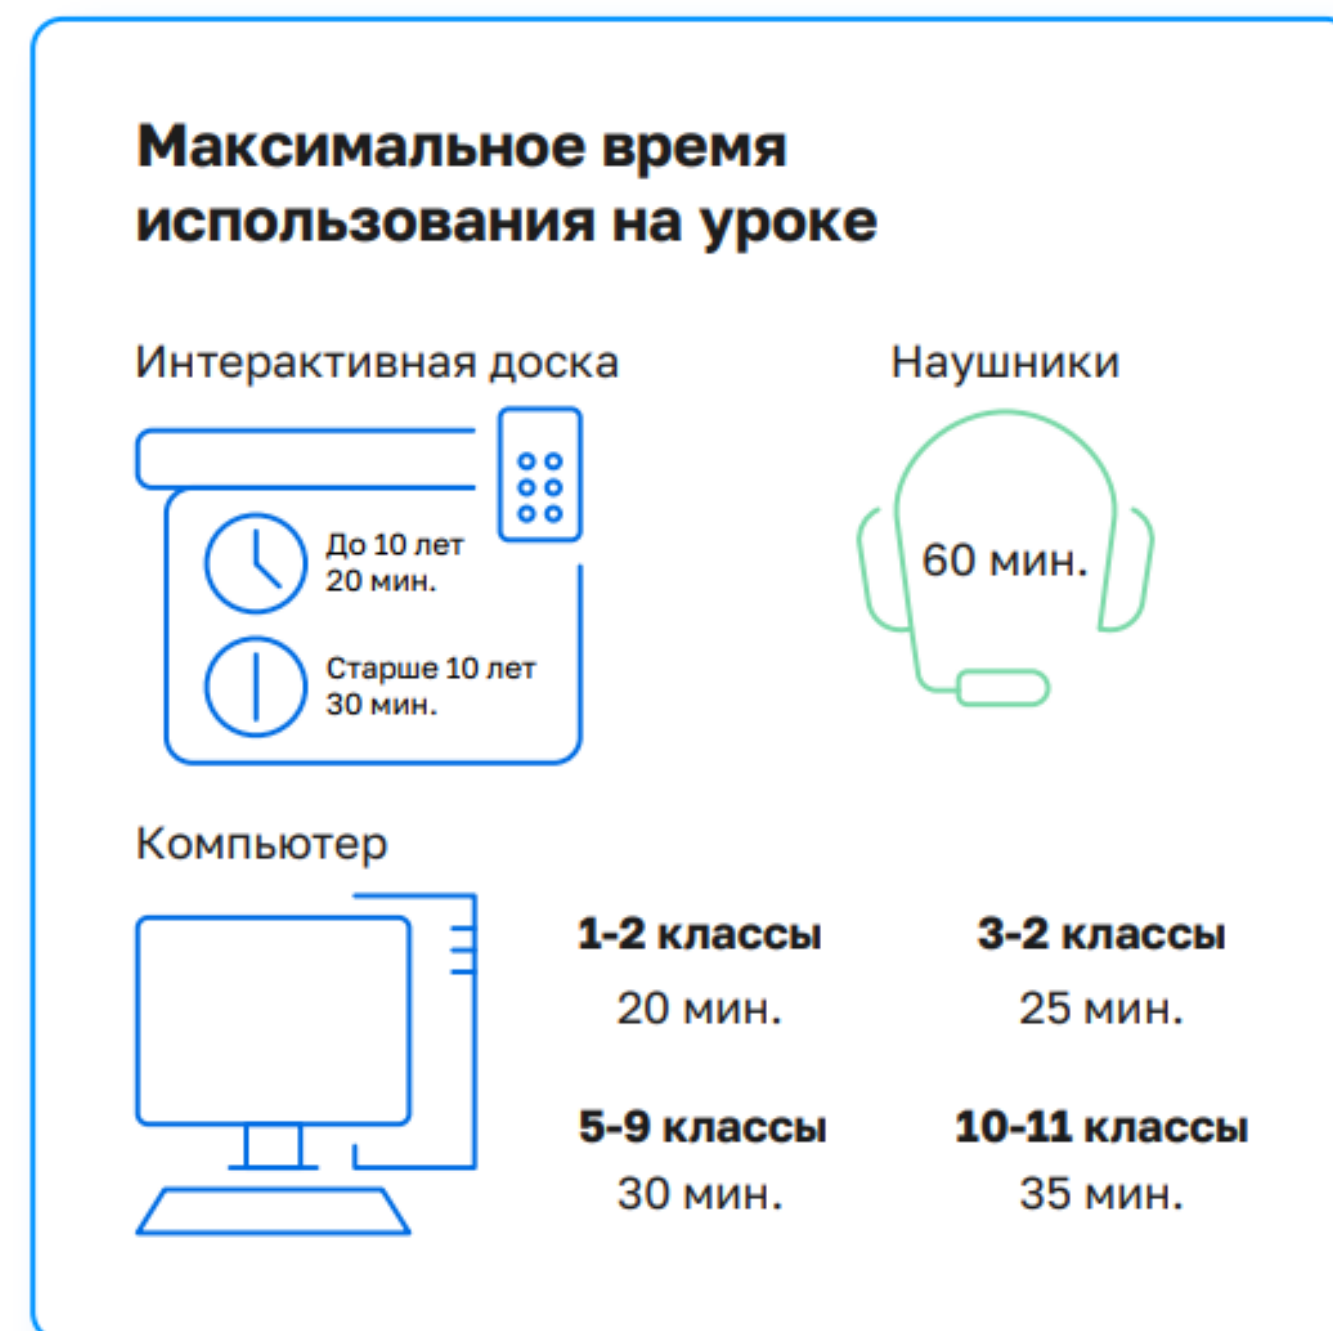 Максимальное время
использования на уроке
Интерактивная доска
Наушники
До 10 лет
20 мин.
Старше 10 лет
30 мин.
60 мин.
Компьютер
1-2 классы
20 мин.
3-2 классы
25 мин.
5-9 классы
30 мин.
10-11 классы
35 мин.